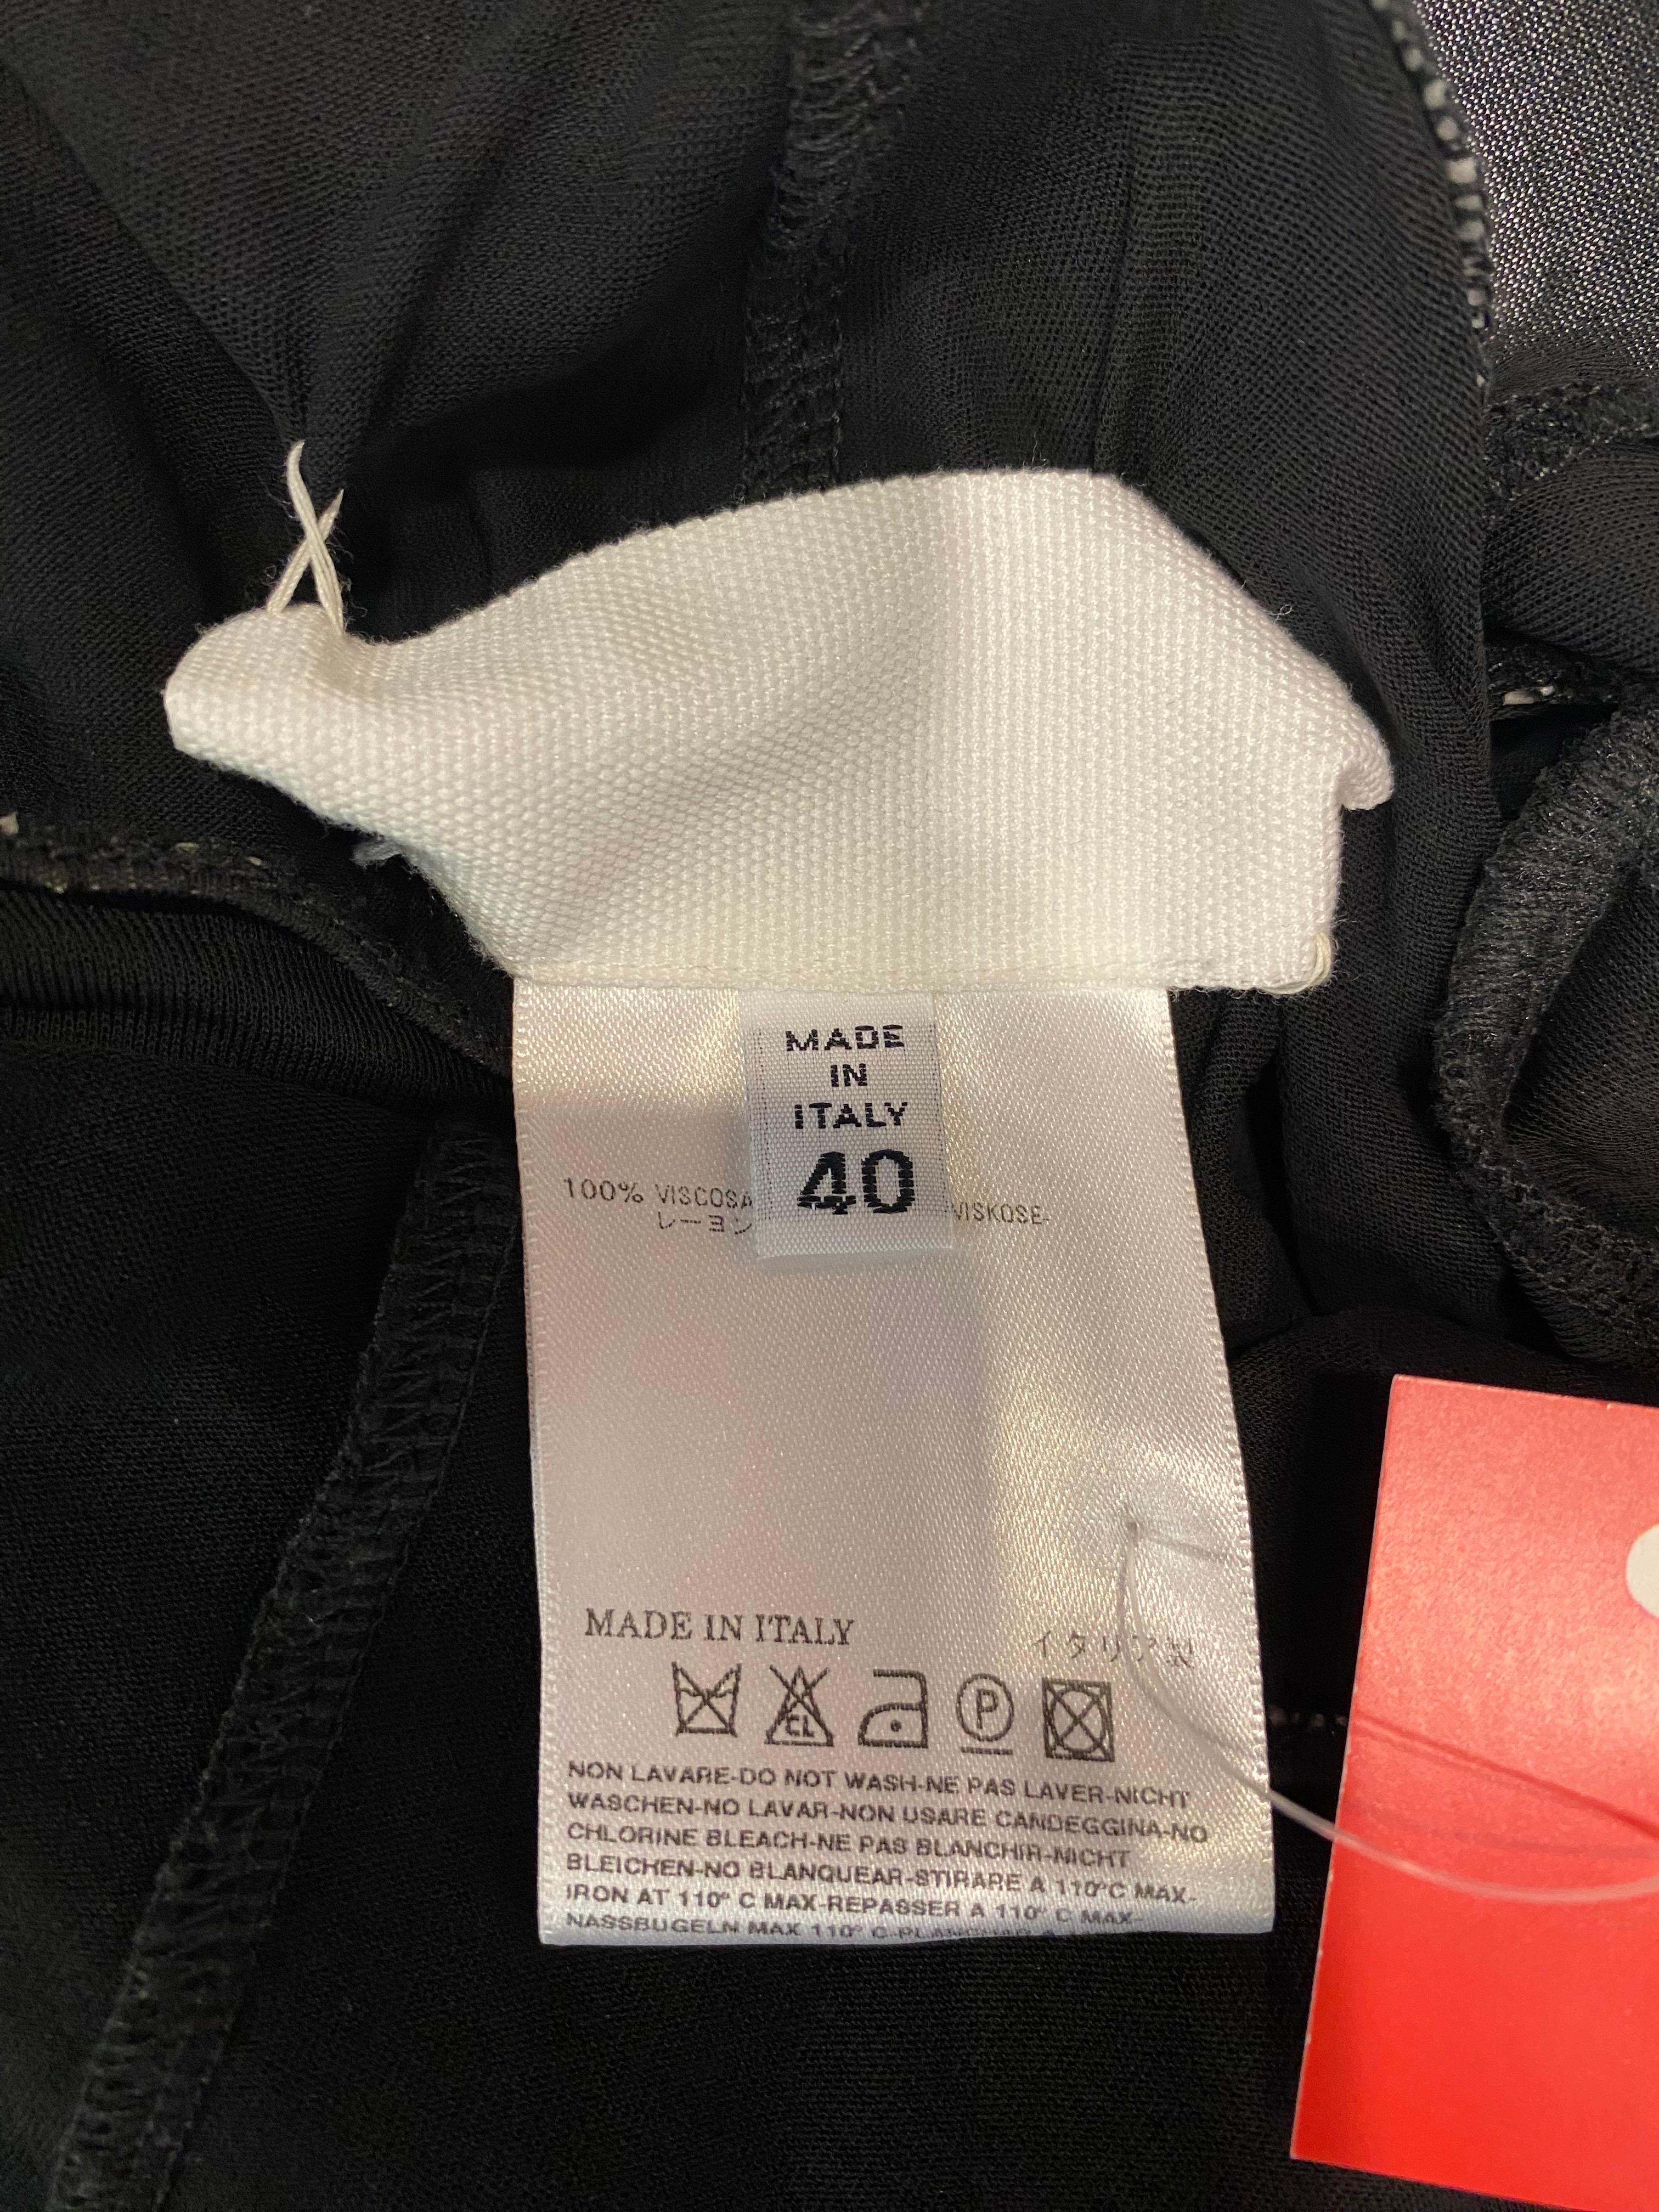 MADE
IN
ITALY
40
100% VISCOSA VISKOSE-
レーヨン
MADE IN ITALY イタリア製
CL P
NON LAVARE-DO NOT WASH-NE PAS LAVER-NICHT
WASCHEN-NO LAVAR-NON USARE CANDEGGINA-NO
CHLORINE BLEACH-NE PAS BLANCHIR-NICHT
BLEICHEN-NO BLANQUEAR-STIRARE A 110°C MAX-
IRON AT 110° C MAX-REPASSER A 110° C MAX-
NASSBUGELN MAX 110° C-PLANCHAR A